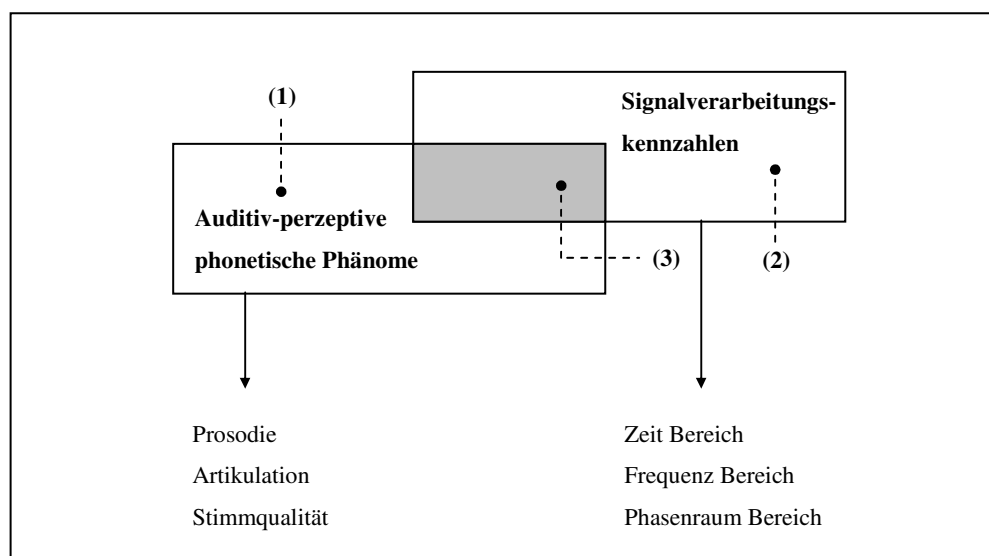 (1)
Signalverarbeitungs-
kennzahlen
Auditiv-perzeptive
phonetische Phänome
(3)
(2)
Prosodie
Artikulation
Stimmqualität
Zeit Bereich
Frequenz Bereich
Phasenraum Bereich